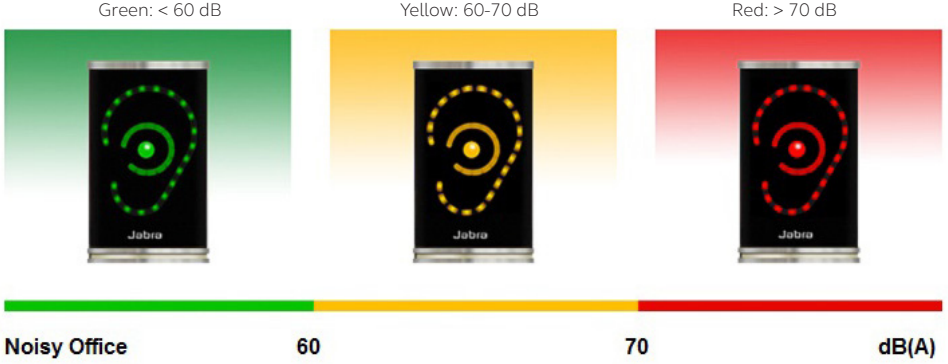 Green: < 60 dB
Yellow: 60-70 dB
Red: > 70 dB
Jabra
Jabra
Jabra
Noisy Office
60
70
dB(A)